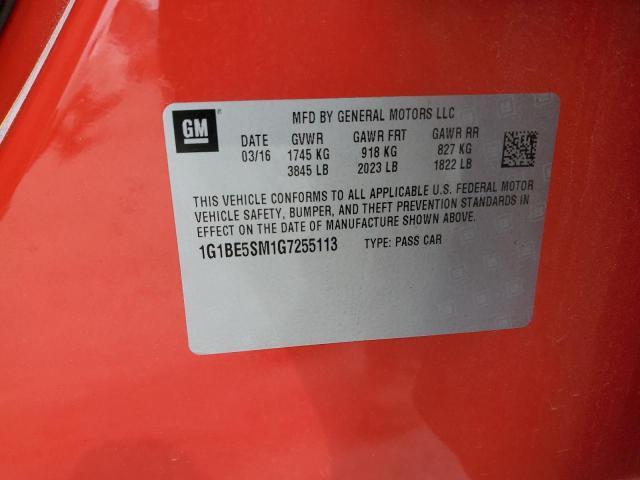 GM
MFD BY GENERAL MOTORS LLC
DATE GVWR GAWR FRT GAWR RR
03/16 1745 KG 918 KG 827 KG
3845 LB 2023 LB 1822 LB
THIS VEHICLE CONFORMS TO ALL APPLICABLE U.S. FEDERAL MOTOR
VEHICLE SAFETY, BUMPER, AND THEFT PREVENTION STANDARDS IN
EFFECT ON THE DATE OF MANUFACTURE SHOWN ABOVE.
1G1BE5SM1G7255113 TYPE: PASS CAR